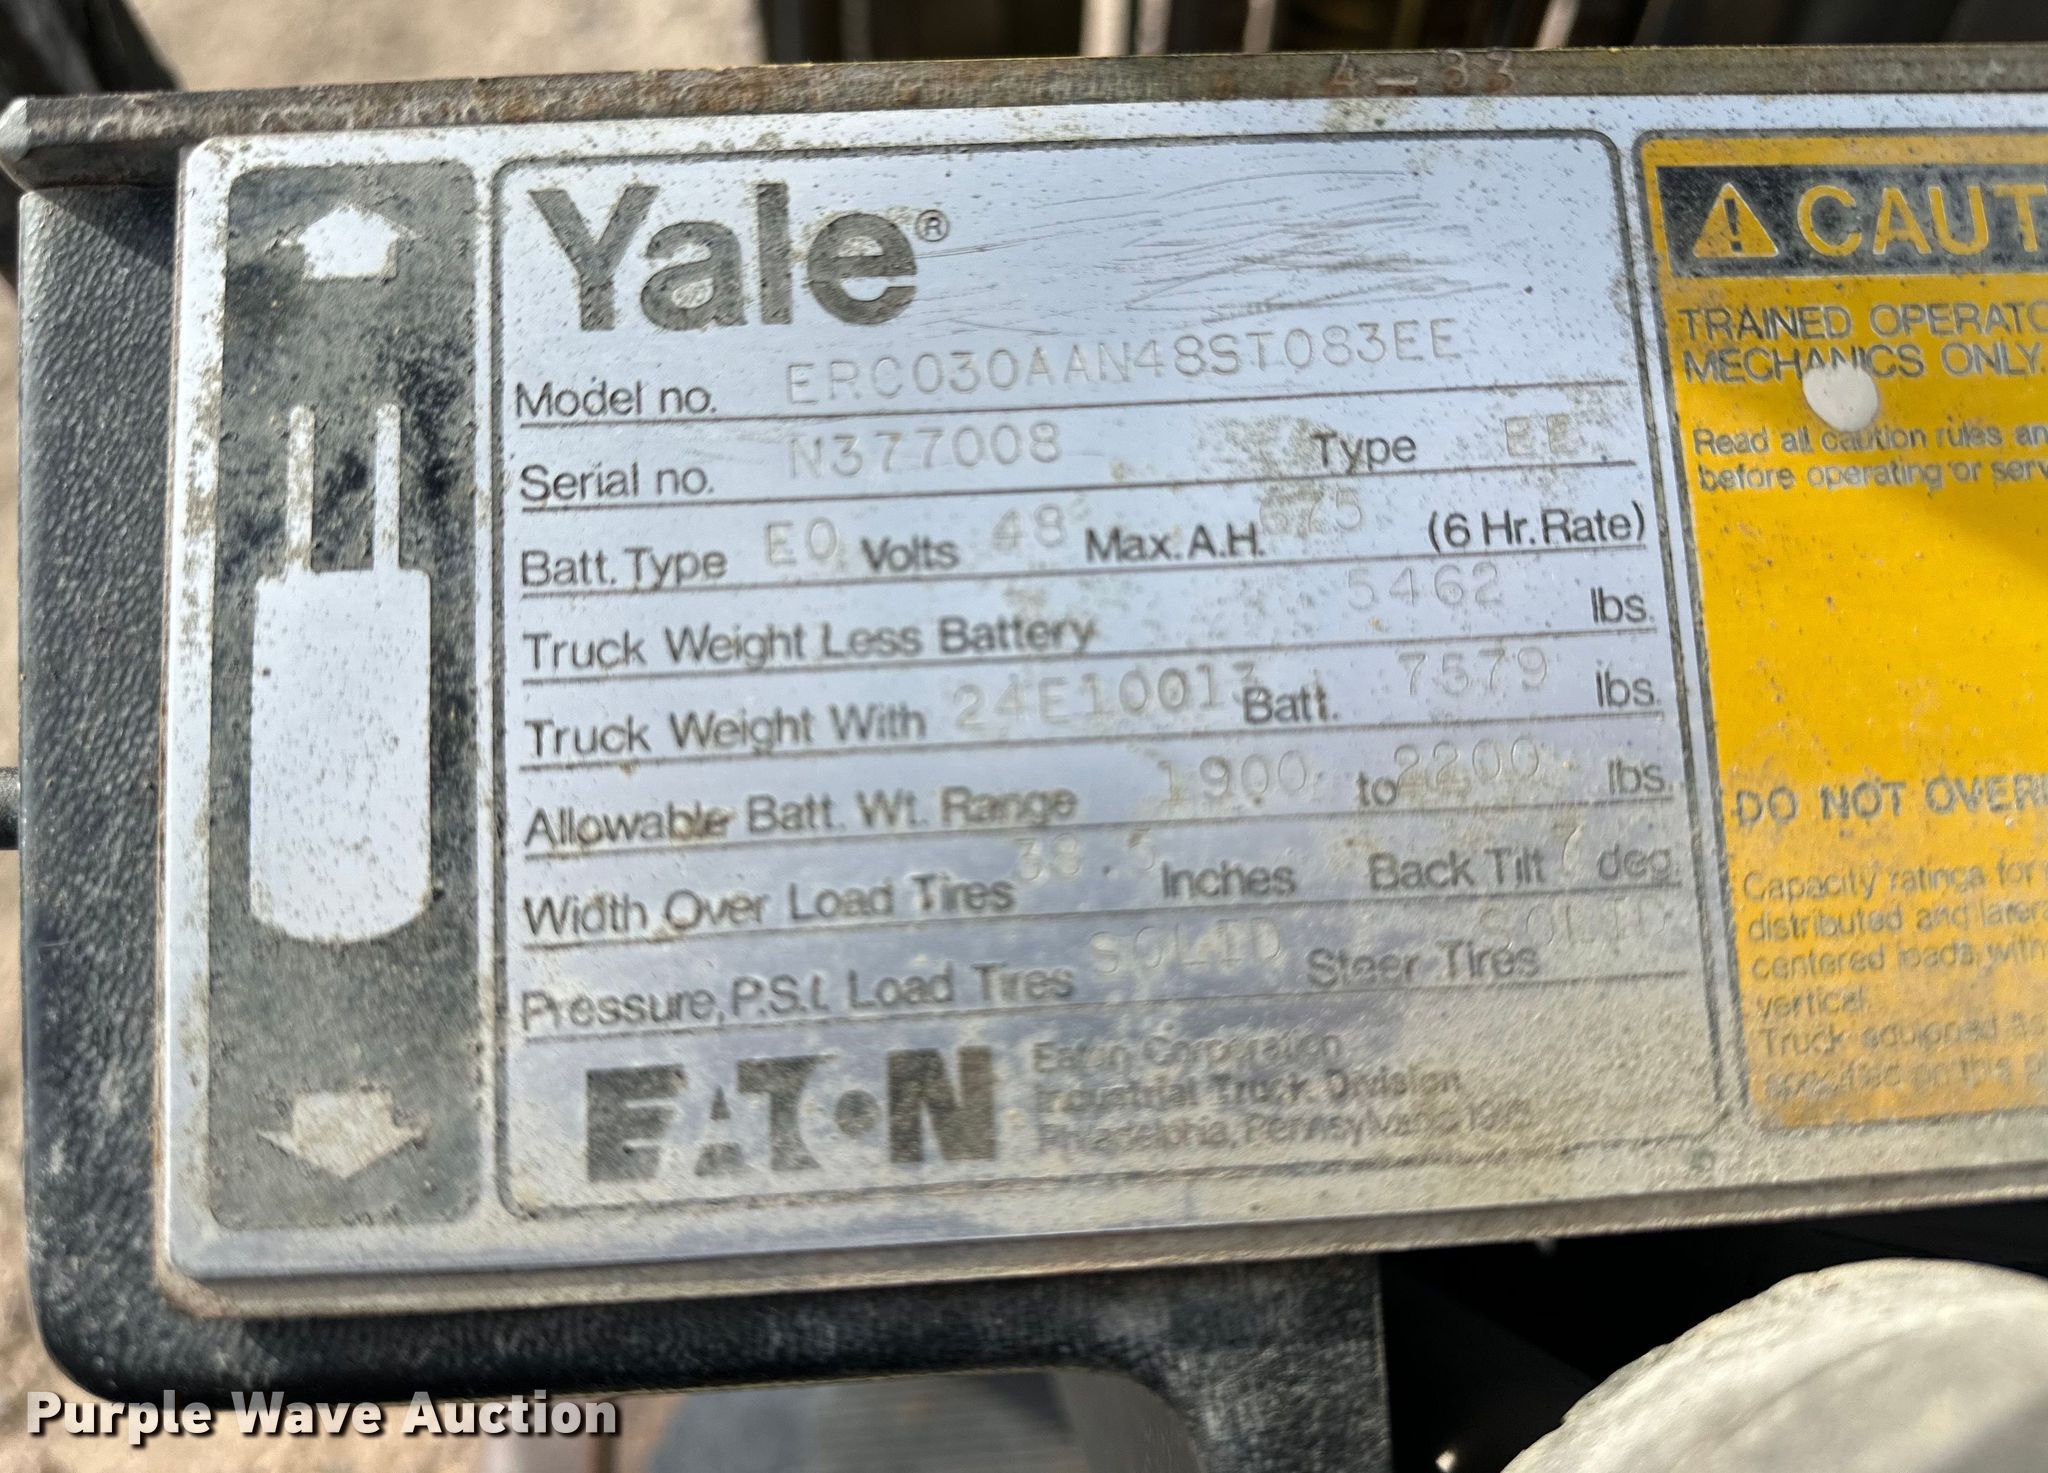 4-83
Yale®
Model no. ERC030AAN48ST083EE
Serial no. N377008 Type EE
Batt. Type EO Volts 48 Max. A.H. 675 (6 Hr. Rate)
Truck Weight Less Battery 5462 lbs.
Truck Weight With 24E10013 Batt. 7579 lbs.
Allowable Batt. Wt. Range 1900 to 2200 lbs.
Width Over Load Tires 38.5 Inches Back Tilt 7 deg.
Pressure, P.S.I. Load Tires SOLID Steer Tires SOLID
EATON
Eaton Corporation
Industrial Truck Division
Philadelphia, Pennsylvania
CAUT
TRAINED OPERATO
MECHANICS ONLY.
Read all caution rules an
before operating or serv
DO NOT OVER
Capacity ratings for
distributed and latera
centered loads, with
vertical.
Truck equipped as
specified on this p
Purple Wave Auction